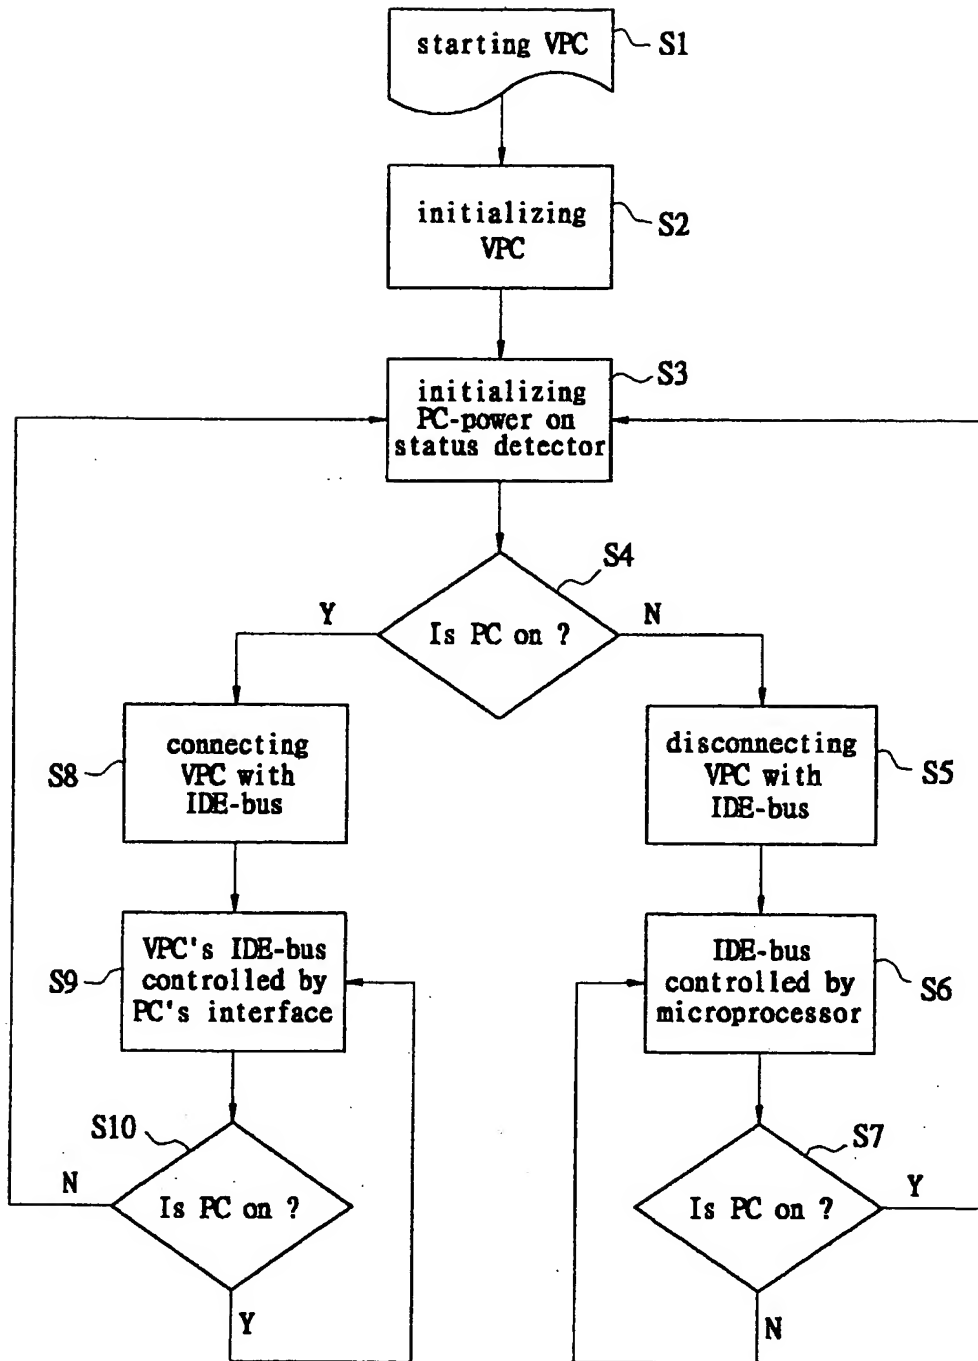 starting VPC
S1
initializing
VPC
S2
initializing
PC-power on
status detector
S3
S4
Is PC on ?
Y
N
connecting
VPC with
IDE-bus
S8
disconnecting
VPC with
IDE-bus
S5
VPC's IDE-bus
controlled by
PC's interface
S9
IDE-bus
controlled by
microprocessor
S6
S10
Is PC on ?
N
Y
S7
Is PC on ?
Y
N